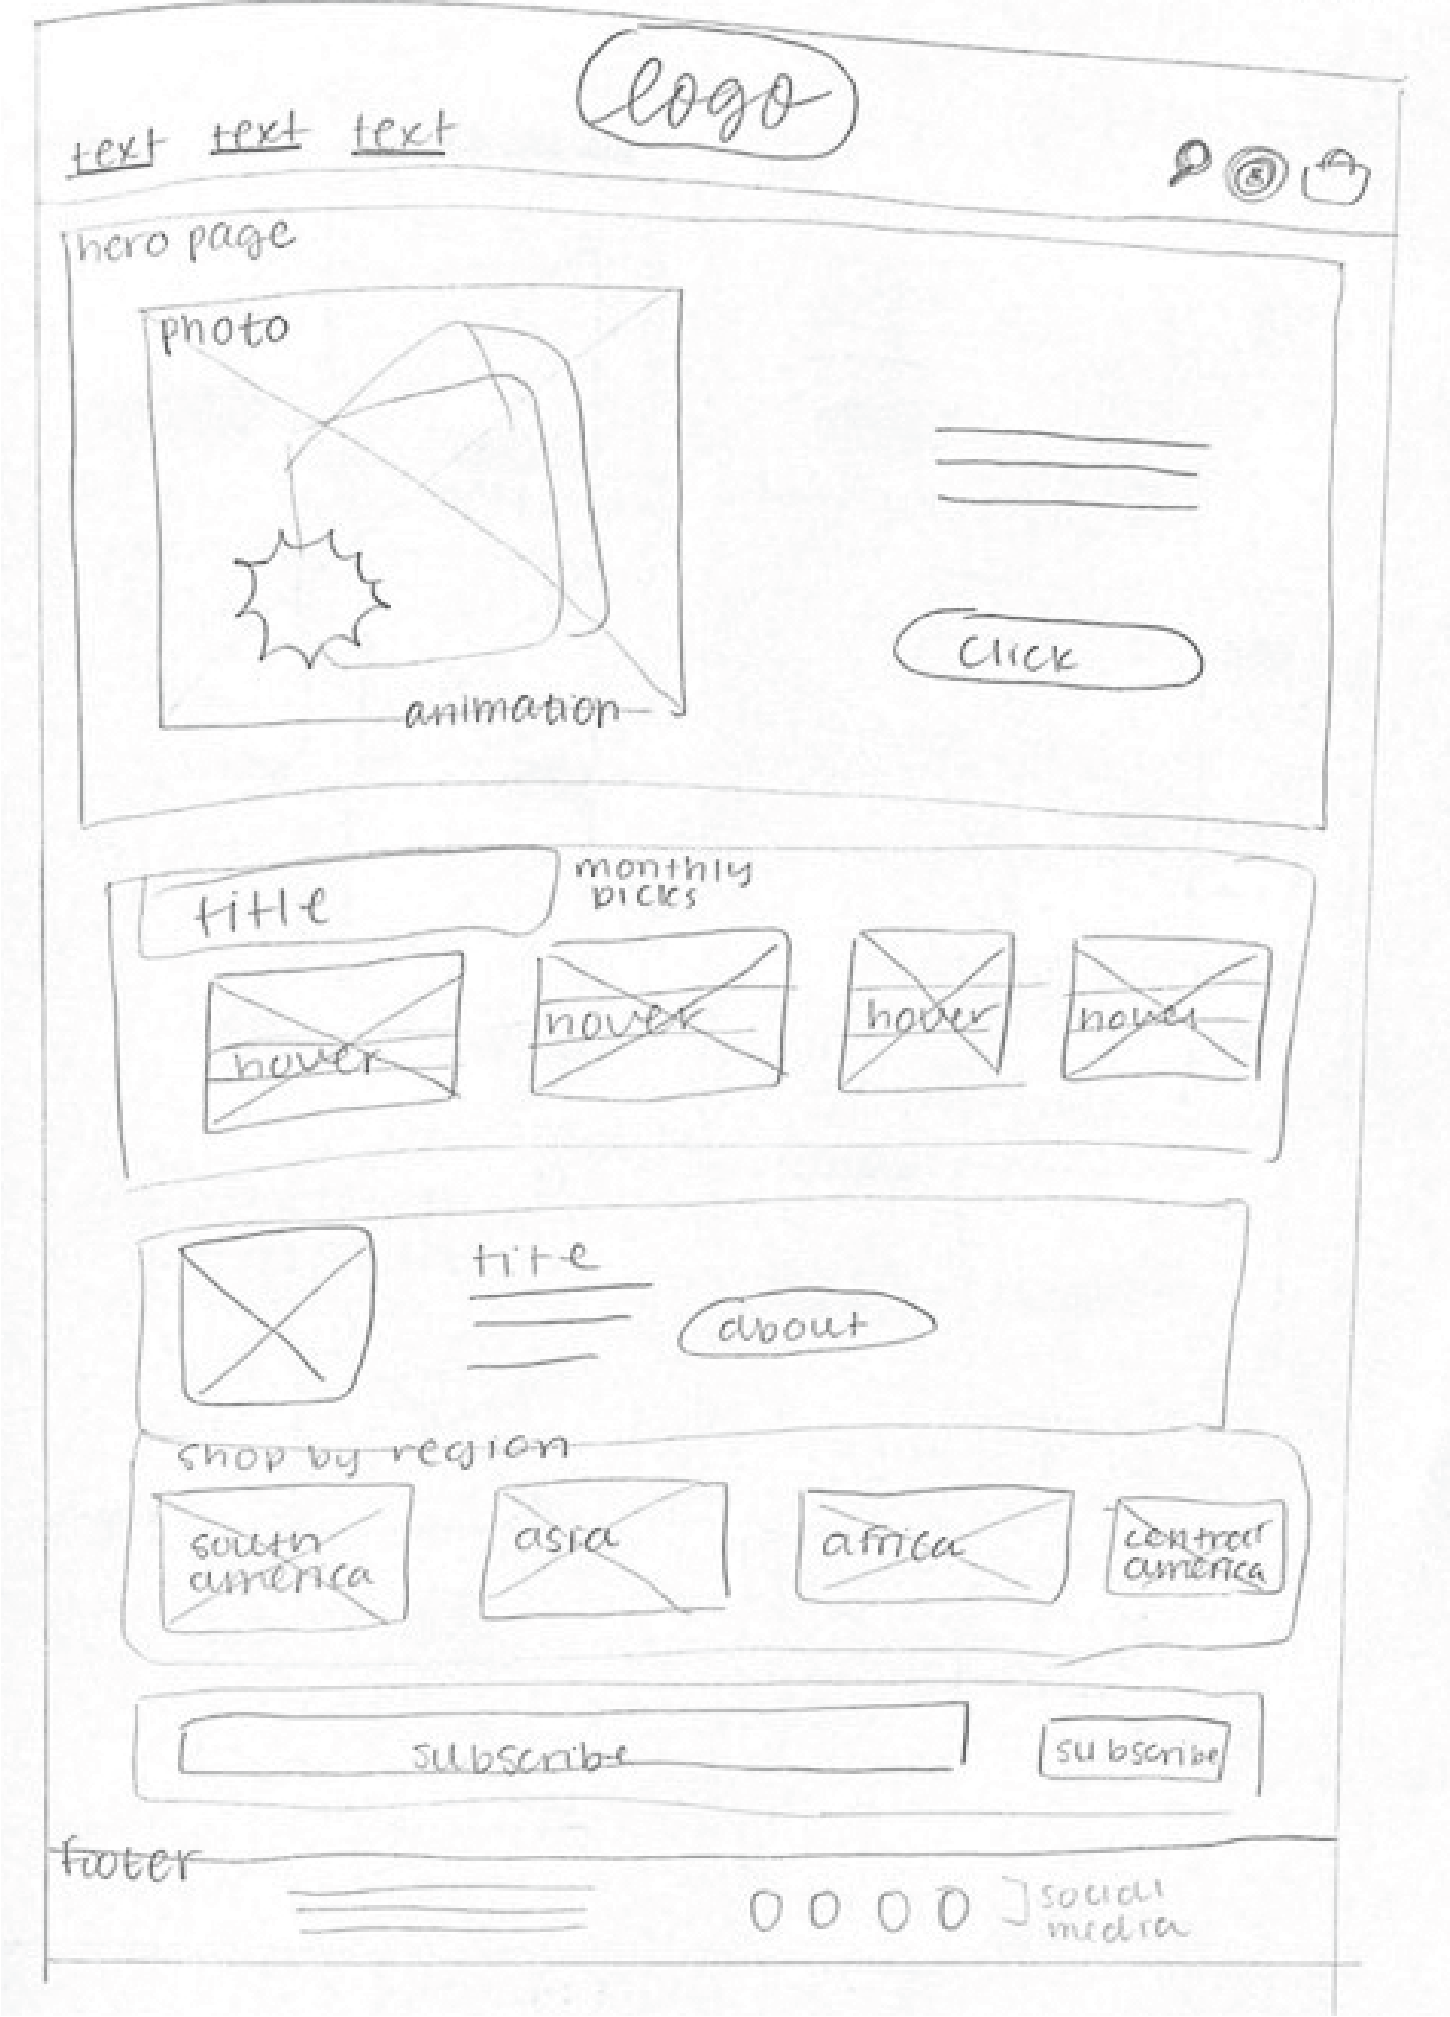 logo
text text text
hero page
photo
click
animation
monthly
picks
title
hover
hover
hover
hover
tite
about
shop by region
south
america
asia
africa
central
america
subscribe
subscribe
footer
social
media